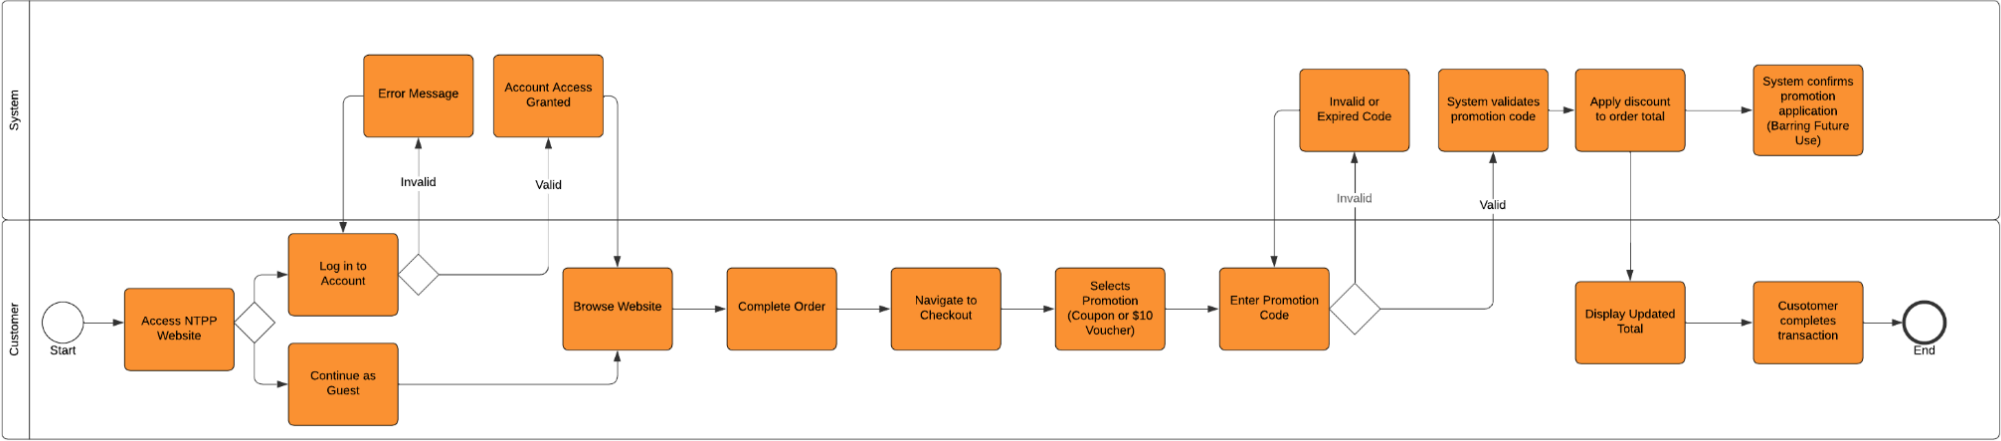 System
Error Message
Account Access
Granted
Invalid
Valid
Invalid or
Expired Code
System validates
promotion code
Apply discount
to order total
System confirms
promotion
application
(Barring Future
Use)
Invalid
Valid
Customer
Start
Access NTPP
Website
Log in to
Account
Continue as
Guest
Browse Website
Complete Order
Navigate to
Checkout
Selects
Promotion
(Coupon or $10
Voucher)
Enter Promotion
Code
Display Updated
Total
Cusotomer
completes
transaction
End